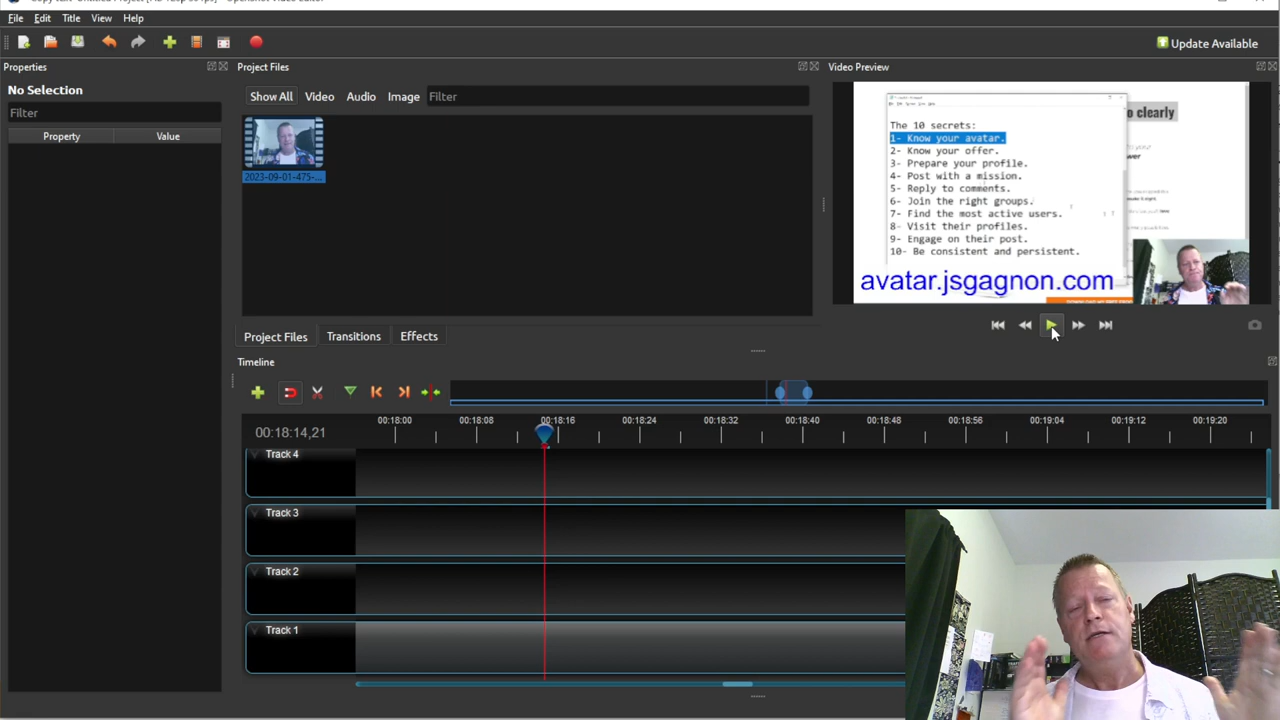 File Edit Title View Help
Update Available
Properties
Project Files
Video Preview
No Selection
Filter
Property Value
Show All Video Audio Image Filter
2023-09-01-475-...
o clearly
The 10 secrets:
1- Know your avatar.
2- Know your offer.
3- Prepare your profile.
4- Post with a mission.
5- Reply to comments.
6- Join the right groups.
7- Find the most active users.
8- Visit their profiles.
9- Engage on their post.
10- Be consistent and persistent.
avatar.jsgagnon.com
Project Files Transitions Effects
Timeline
00:18:14,21
00:18:00 00:18:08 00:18:16 00:18:24 00:18:32 00:18:40 00:18:48 00:18:56 00:19:04 00:19:12 00:19:20
Track 4
Track 3
Track 2
Track 1